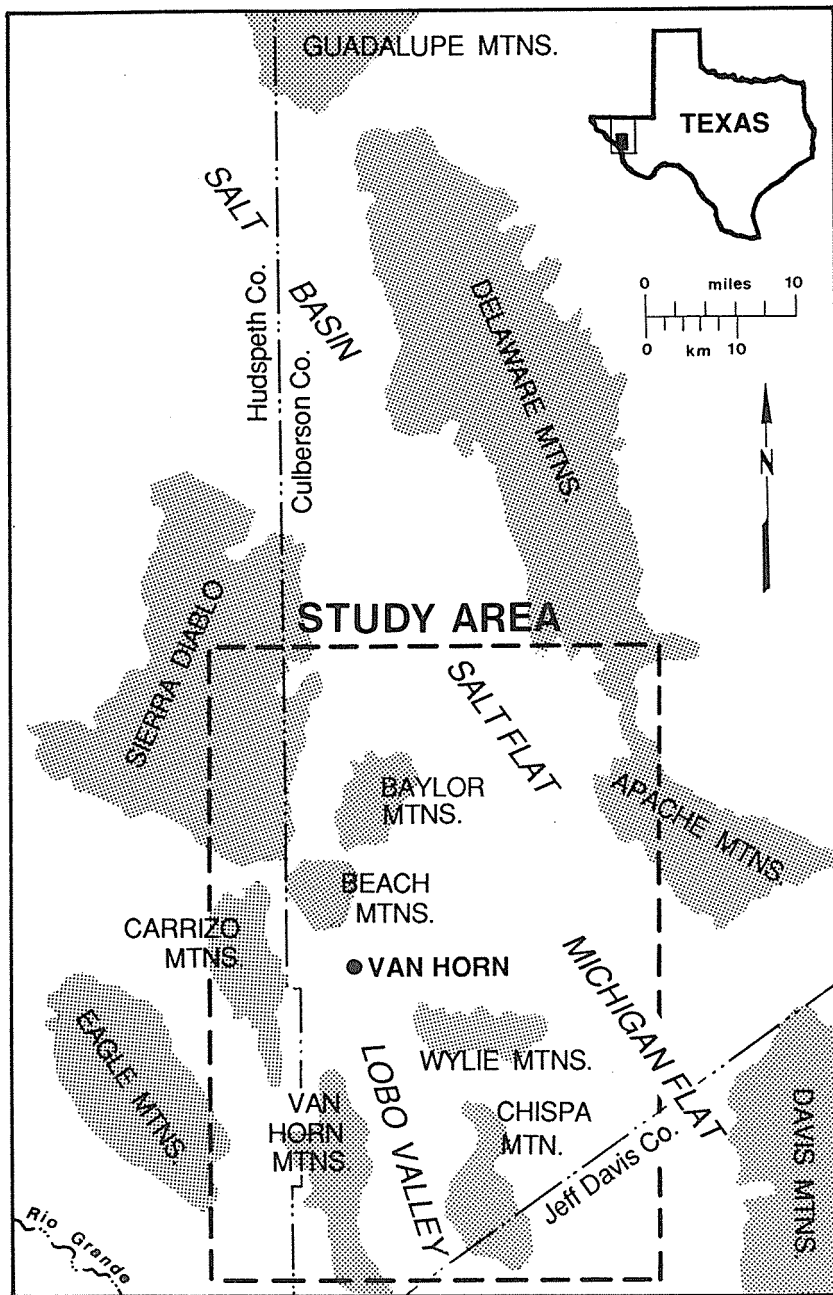 GUADALUPE MTNS.
TEXAS
SALT
BASIN
Hudspeth Co.
Culberson Co.
DELAWARE MTNS.
0 miles 10
0 km 10
N
SIERRA DIABLO
STUDY AREA
SALT FLAT
BAYLOR
MTNS.
APACHE MTNS.
BEACH
MTNS.
CARRIZO
MTNS.
VAN HORN
MICHIGAN FLAT
EAGLE MTNS.
WYLIE MTNS.
LOBO VALLEY
VAN
HORN
MTNS.
CHISPA
MTN.
Jeff Davis Co.
DAVIS MTNS
Rio Grande